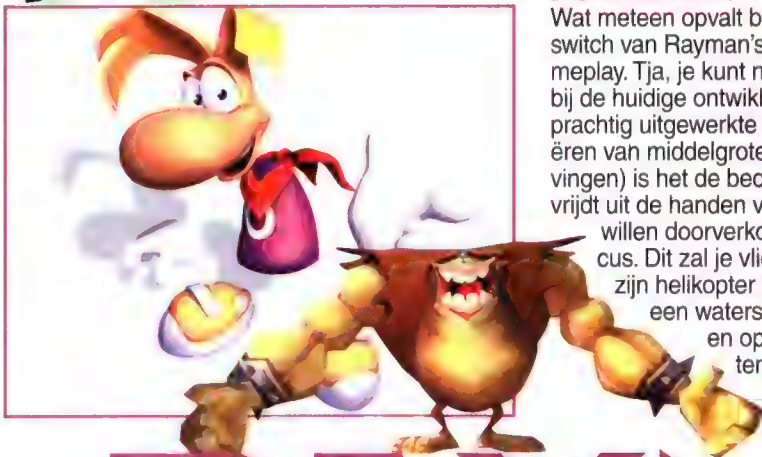 Wat meteen opvalt b
switch van Rayman's
meplay. Tja, je kunt n
bij de huidige ontwikk
prachtig uitgewerkte
ëren van middelgrote
vingen) is het de bed
vrijdt uit de handen v
willen doorverko
cus. Dit zal je vlie
zijn helikopter
een waters
en op
ter